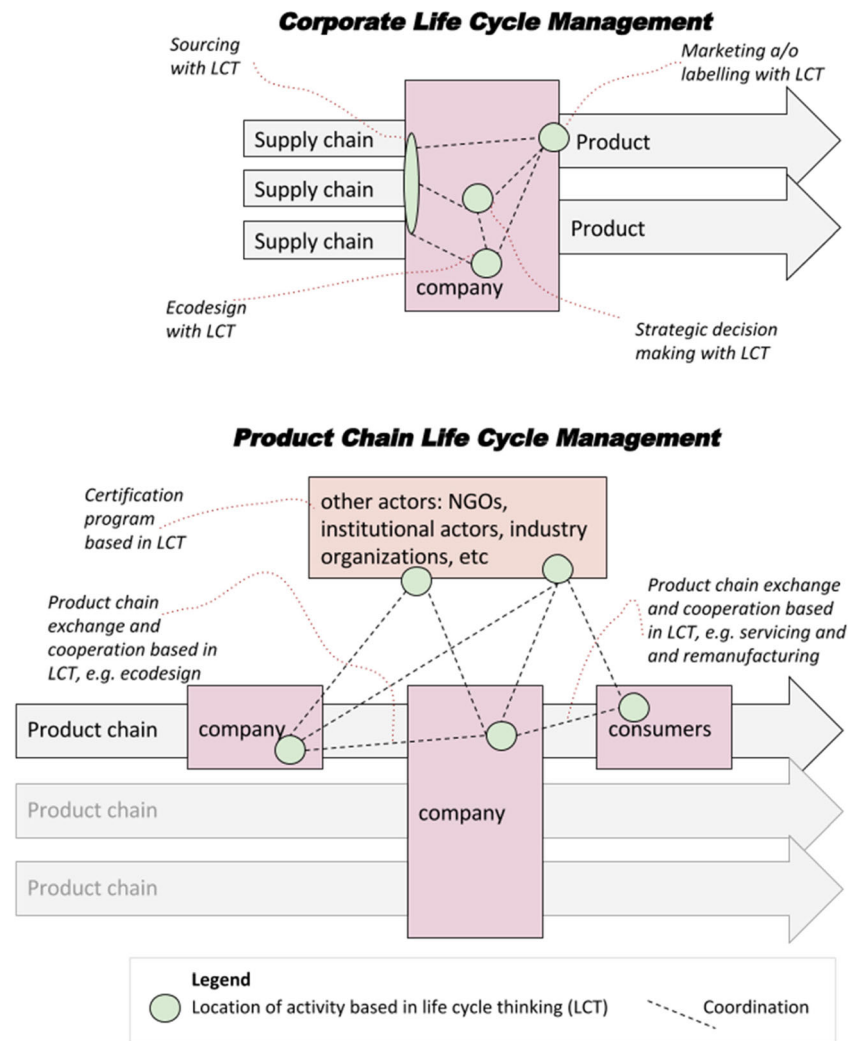 Corporate Life Cycle Management
Sourcing
with LCT
Marketing a/o
labelling with LCT
Supply chain
Supply chain
Supply chain
Product
Product
company
Ecodesign
with LCT
Strategic decision
making with LCT
Product Chain Life Cycle Management
Certification
program
based in LCT
other actors: NGOs,
institutional actors, industry
organizations, etc
Product chain
exchange and
cooperation based in
LCT, e.g. ecodesign
Product chain exchange
and cooperation based
in LCT, e.g. servicing and
and remanufacturing
Product chain
company
consumers
Product chain
company
Product chain
Legend
Location of activity based in life cycle thinking (LCT)
Coordination